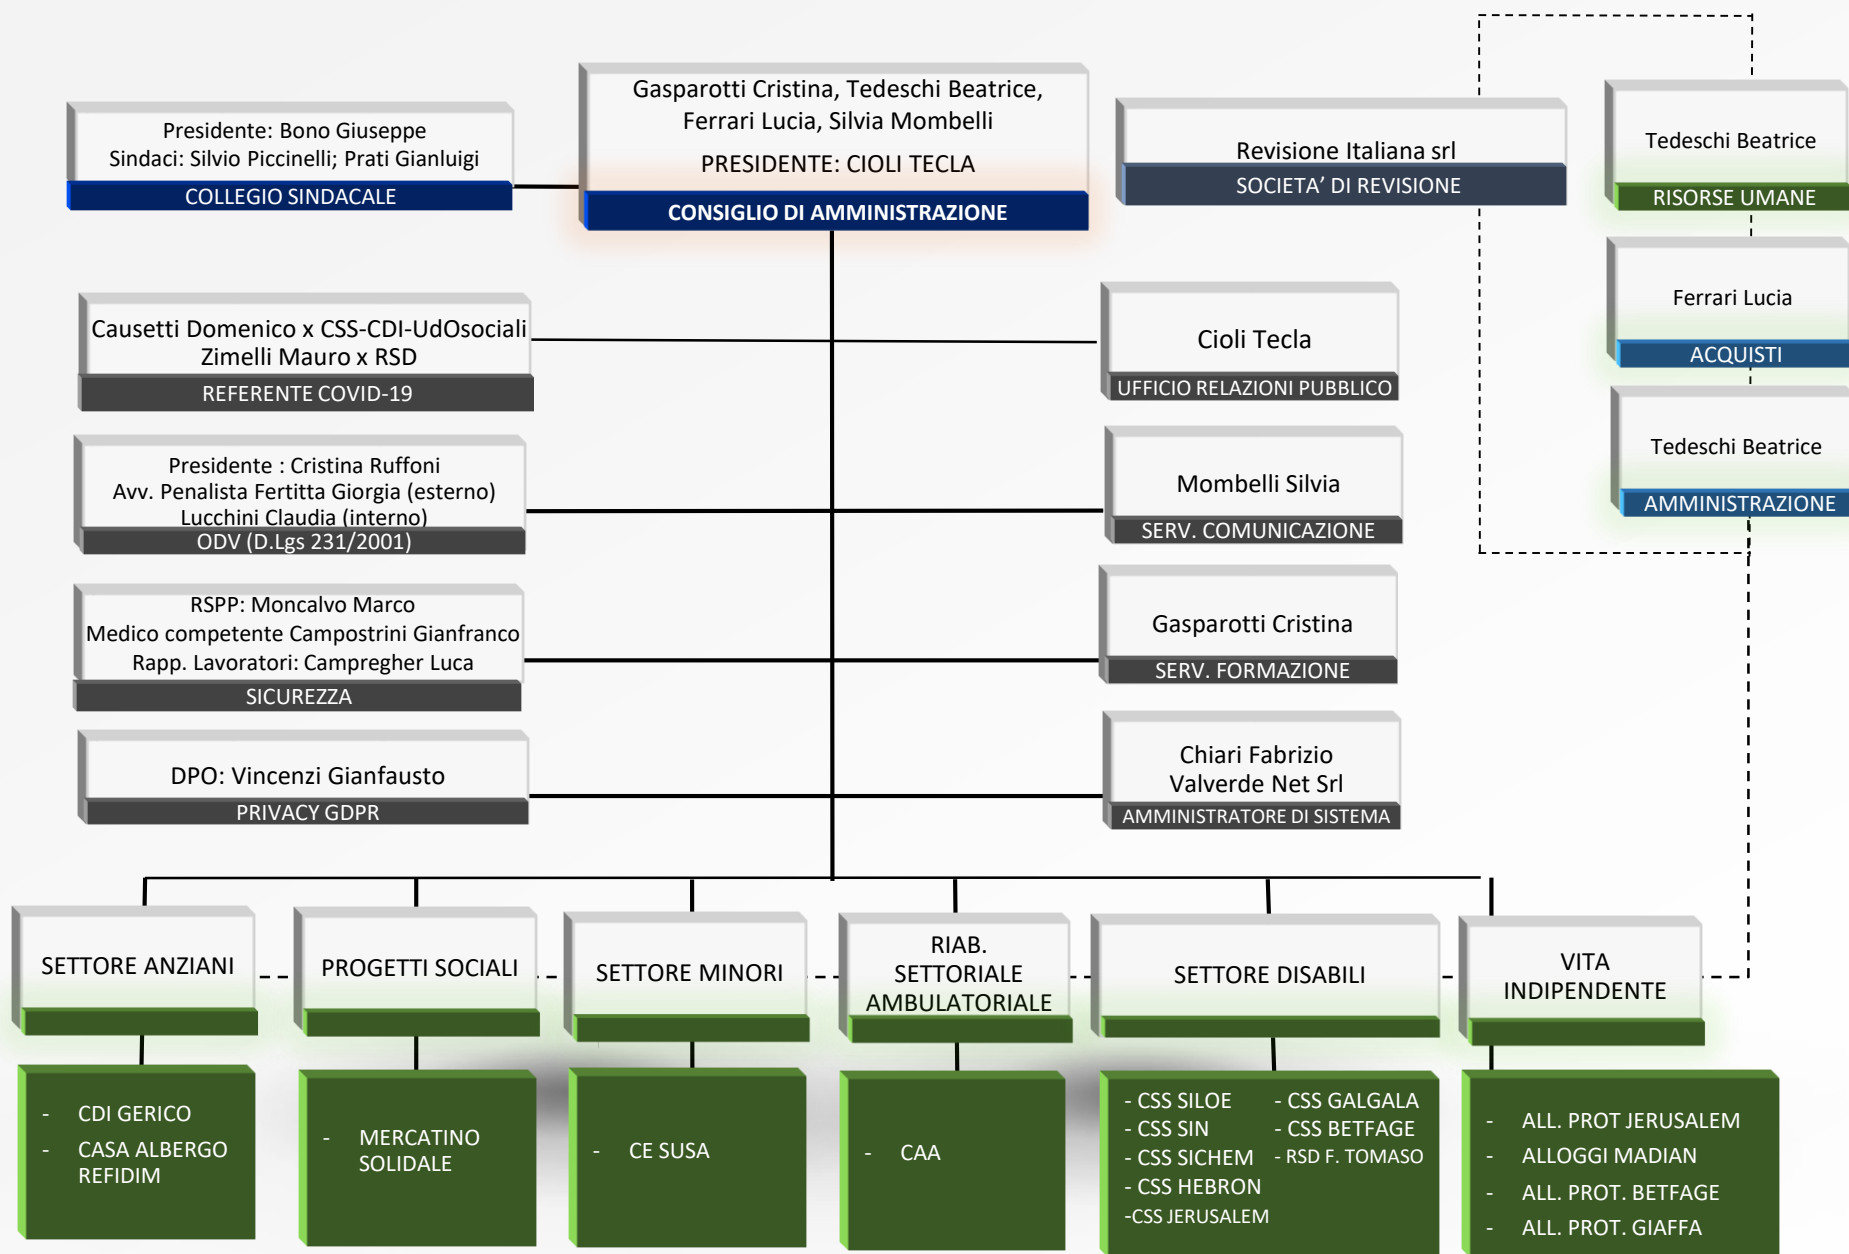 Presidente: Bono Giuseppe
Sindaci: Silvio Piccinelli; Prati Gianluigi
COLLEGIO SINDACALE
Gasparotti Cristina, Tedeschi Beatrice,
Ferrari Lucia, Silvia Mombelli
PRESIDENTE: CIOLI TECLA
CONSIGLIO DI AMMINISTRAZIONE
Revisione Italiana srl
SOCIETA’ DI REVISIONE
Tedeschi Beatrice
RISORSE UMANE
Ferrari Lucia
ACQUISTI
Tedeschi Beatrice
AMMINISTRAZIONE
Causetti Domenico x CSS-CDI-UdOsociali
Zimelli Mauro x RSD
REFERENTE COVID-19
Cioli Tecla
UFFICIO RELAZIONI PUBBLICO
Presidente : Cristina Ruffoni
Avv. Penalista Fertitta Giorgia (esterno)
Lucchini Claudia (interno)
ODV (D.Lgs 231/2001)
Mombelli Silvia
SERV. COMUNICAZIONE
RSPP: Moncalvo Marco
Medico competente Campostrini Gianfranco
Rapp. Lavoratori: Campregher Luca
SICUREZZA
Gasparotti Cristina
SERV. FORMAZIONE
DPO: Vincenzi Gianfausto
PRIVACY GDPR
Chiari Fabrizio
Valverde Net Srl
AMMINISTRATORE DI SISTEMA
SETTORE ANZIANI
PROGETTI SOCIALI
SETTORE MINORI
RIAB.
SETTORIALE
AMBULATORIALE
SETTORE DISABILI
VITA
INDIPENDENTE
- CDI GERICO
- CASA ALBERGO
REFIDIM
- MERCATINO
SOLIDALE
- CE SUSA
- CAA
- CSS SILOE
- CSS SIN
- CSS SICHEM
- CSS HEBRON
-CSS JERUSALEM
- CSS GALGALA
- CSS BETFAGE
- RSD F. TOMASO
- ALL. PROT JERUSALEM
- ALLOGGI MADIAN
- ALL. PROT. BETFAGE
- ALL. PROT. GIAFFA